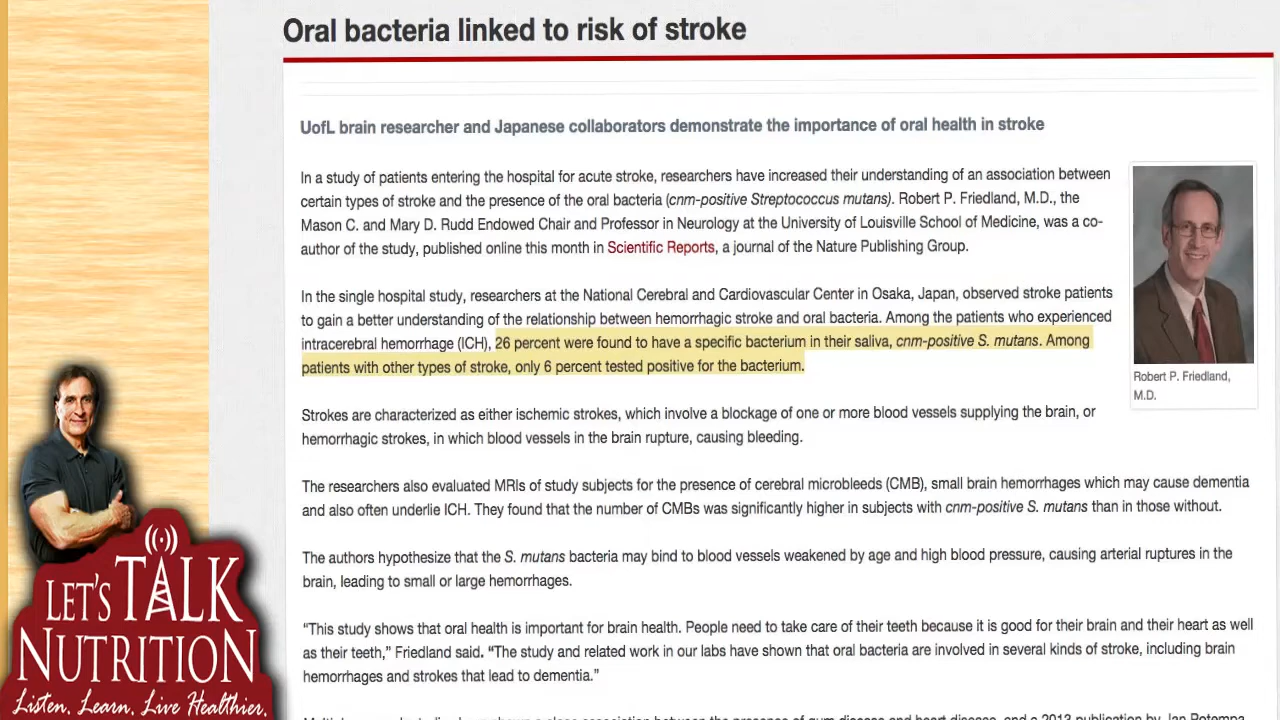 Oral bacteria linked to risk of stroke
UofL brain researcher and Japanese collaborators demonstrate the importance of oral health in stroke
In a study of patients entering the hospital for acute stroke, researchers have increased their understanding of an association between
certain types of stroke and the presence of the oral bacteria (cnm-positive Streptococcus mutans). Robert P. Friedland, M.D., the
Mason C. and Mary D. Rudd Endowed Chair and Professor in Neurology at the University of Louisville School of Medicine, was a co-
author of the study, published online this month in Scientific Reports, a journal of the Nature Publishing Group.
In the single hospital study, researchers at the National Cerebral and Cardiovascular Center in Osaka, Japan, observed stroke patients
to gain a better understanding of the relationship between hemorrhagic stroke and oral bacteria. Among the patients who experienced
intracerebral hemorrhage (ICH), 26 percent were found to have a specific bacterium in their saliva, cnm-positive S. mutans. Among
patients with other types of stroke, only 6 percent tested positive for the bacterium.
Robert P. Friedland,
M.D.
Strokes are characterized as either ischemic strokes, which involve a blockage of one or more blood vessels supplying the brain, or
hemorrhagic strokes, in which blood vessels in the brain rupture, causing bleeding.
The researchers also evaluated MRIs of study subjects for the presence of cerebral microbleeds (CMB), small brain hemorrhages which may cause dementia
and also often underlie ICH. They found that the number of CMBs was significantly higher in subjects with cnm-positive S. mutans than in those without.
The authors hypothesize that the S. mutans bacteria may bind to blood vessels weakened by age and high blood pressure, causing arterial ruptures in the
brain, leading to small or large hemorrhages.
“This study shows that oral health is important for brain health. People need to take care of their teeth because it is good for their brain and their heart as well
as their teeth,” Friedland said. “The study and related work in our labs have shown that oral bacteria are involved in several kinds of stroke, including brain
hemorrhages and strokes that lead to dementia.”
LET'S TALK
NUTRITION
Listen. Learn. Live Healthier.